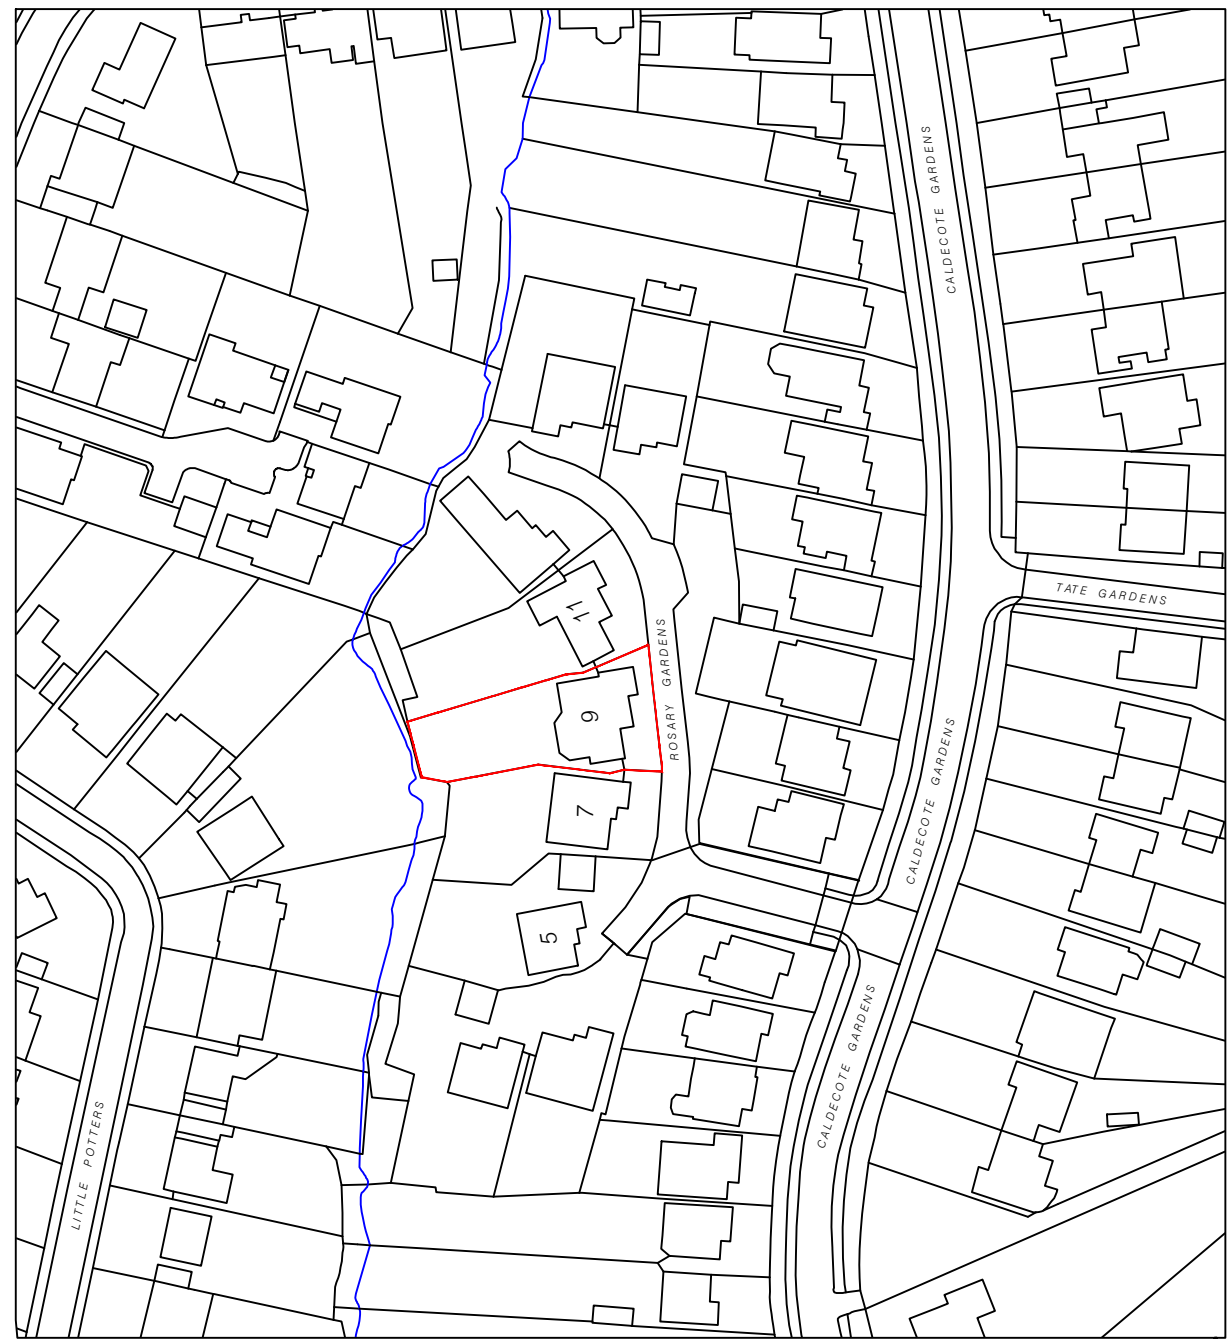 CALDECOTE GARDENS
TATE GARDENS
11
ROSARY GARDENS
9
CALDECOTE GARDENS
7
5
CALDECOTE GARDENS
LITTLE POTTERS